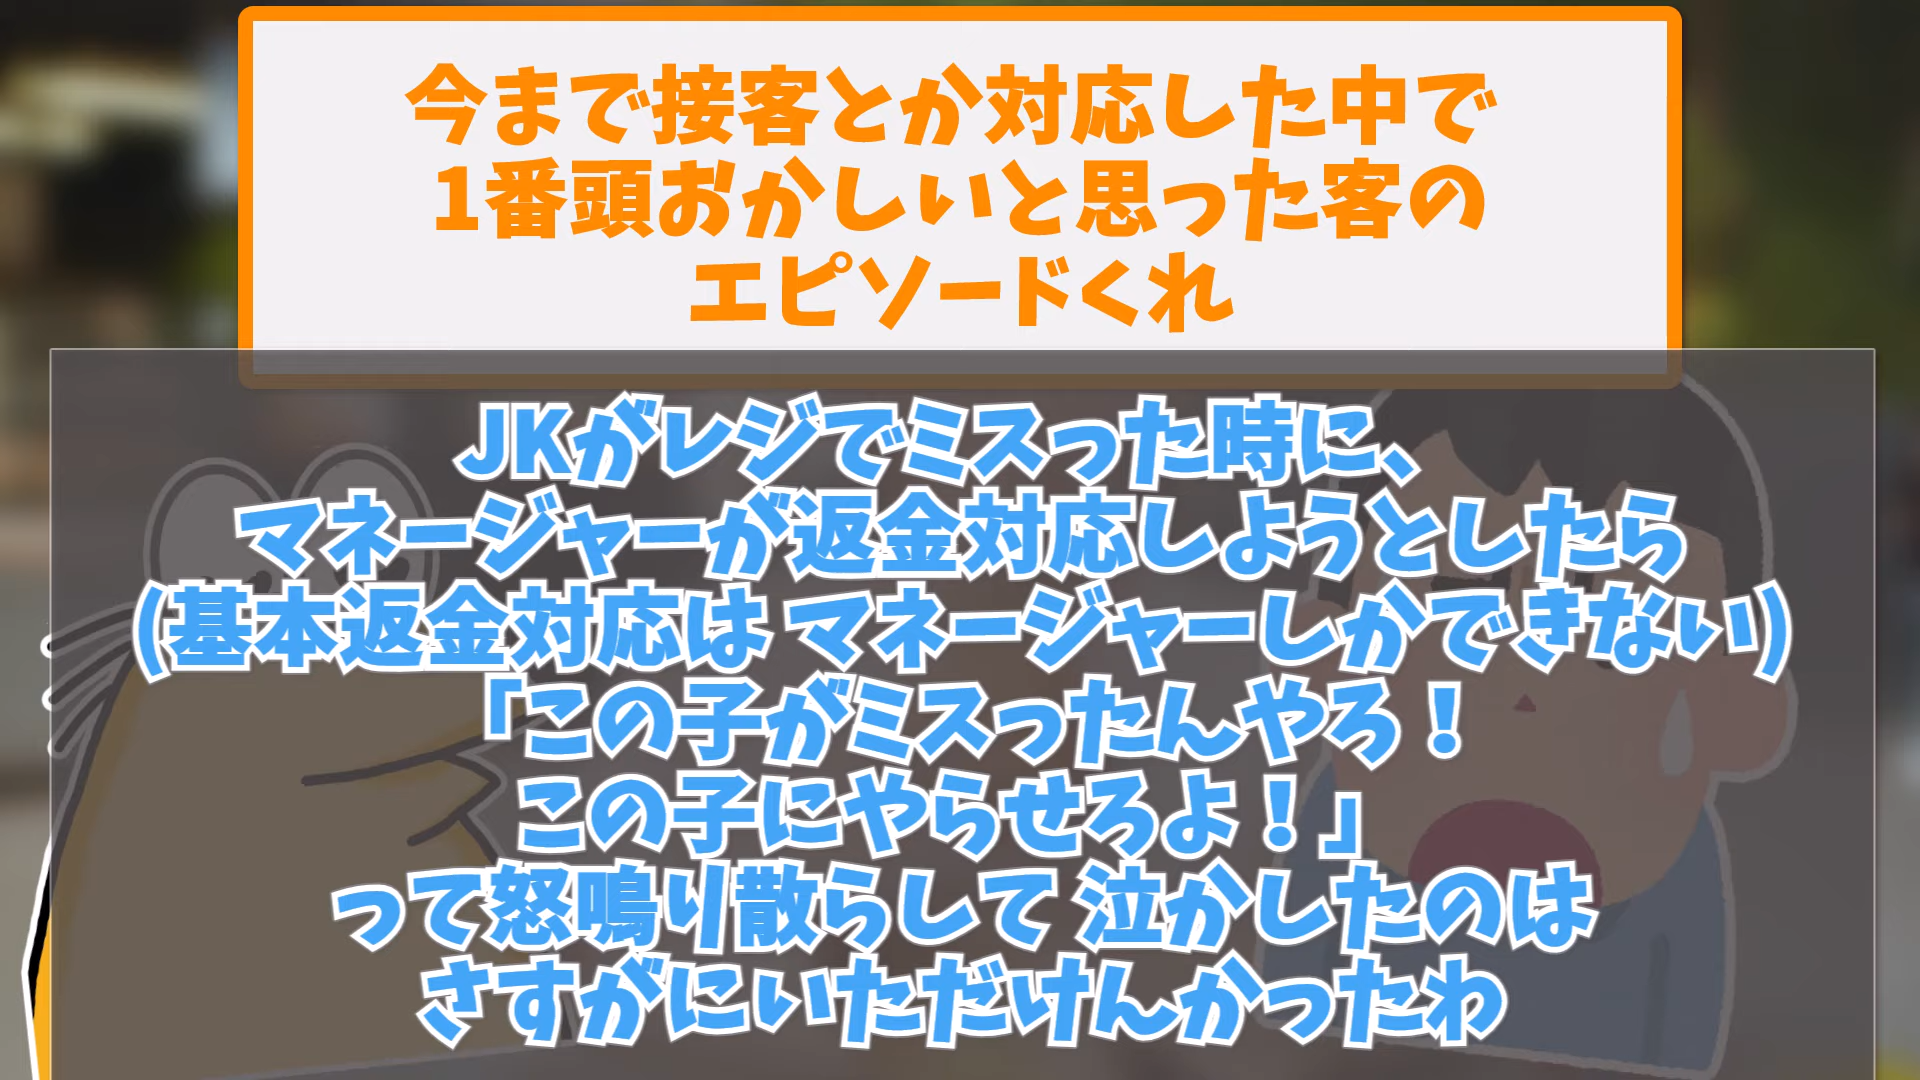 今まで接客とか対応した中で
1番頭おかしいと思った客の
エピソードくれ
JKがレジでミスった時に、
マネージャーが返金対応しようとしたら
(基本返金対応は マネージャーしかできない)
「この子がミスったんやろ！
この子にやらせろよ！」
って怒鳴り散らして 泣かしたのは
さすがにいただけんかったわ